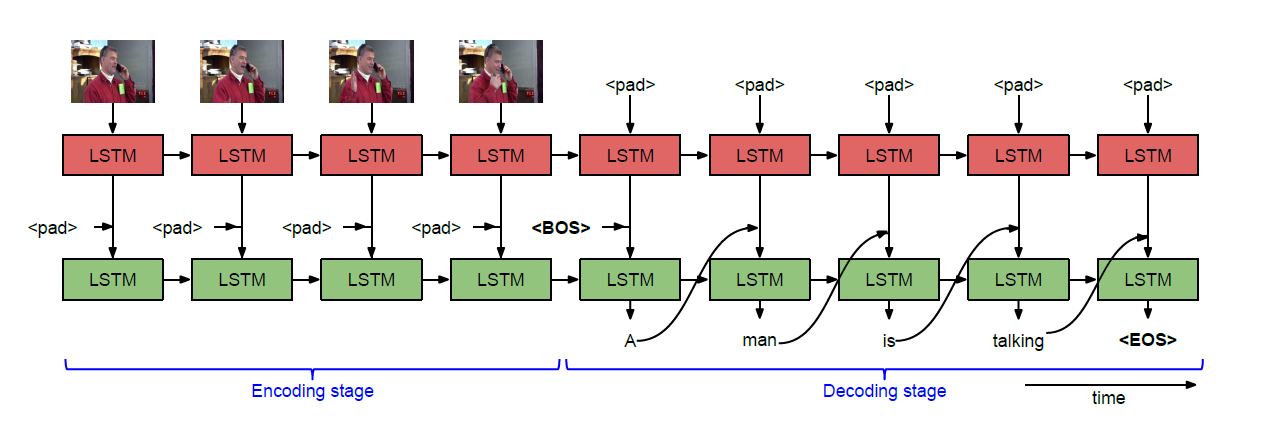 <pad> <pad> <pad> <pad> <pad>
LSTM LSTM LSTM LSTM LSTM LSTM LSTM LSTM LSTM
<pad> <pad> <pad> <pad> <BOS>
LSTM LSTM LSTM LSTM LSTM LSTM LSTM LSTM LSTM
A man is talking <EOS>
Encoding stage Decoding stage
time